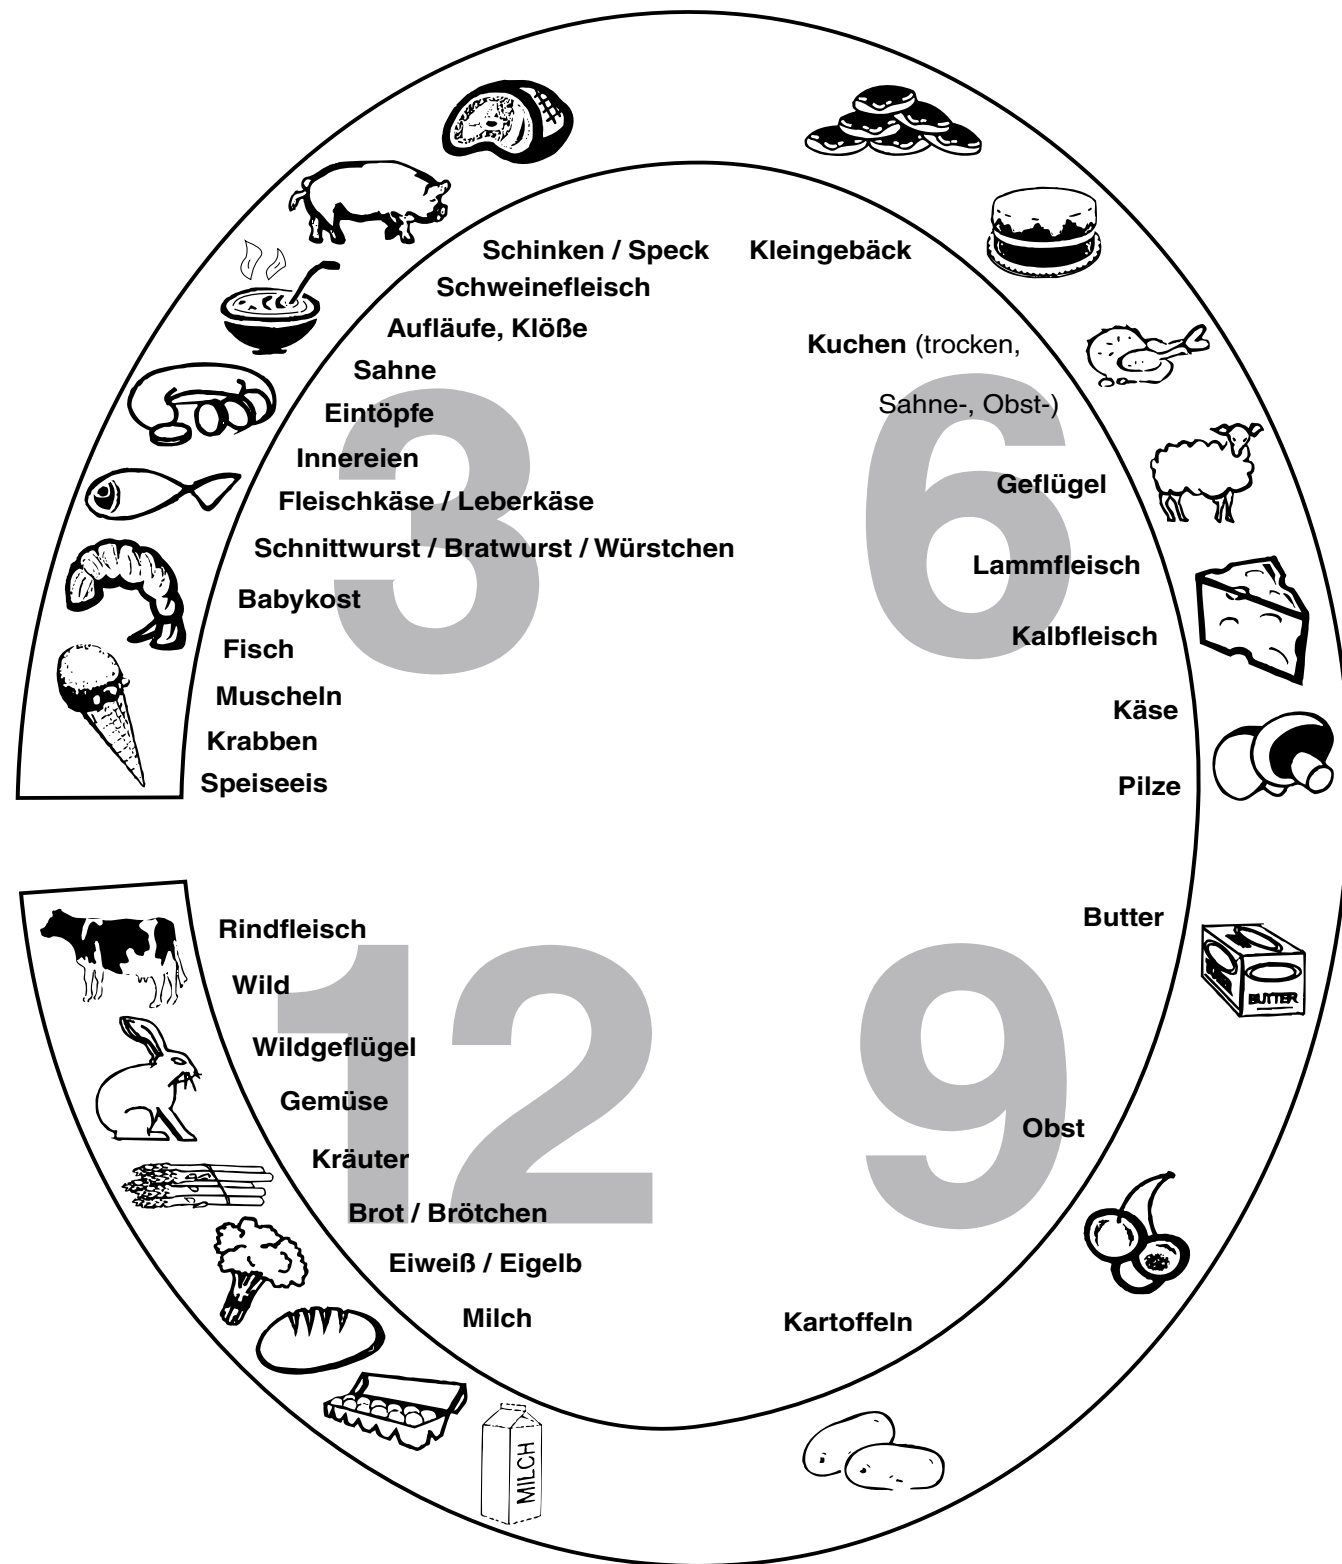 Schinken / Speck
Kleingebäck
Schweinefleisch
Aufläufe, Klöße
Kuchen (trocken,
Sahne-, Obst-)
Sahne
Eintöpfe
Innereien
Fleischkäse / Leberkäse
Schnittwurst / Bratwurst / Würstchen
Babykost
Fisch
Muscheln
Krabben
Speiseeis
3
6
Geflügel
Lammfleisch
Kalbfleisch
Käse
Pilze
Rindfleisch
Wild
Wildgeflügel
Gemüse
Kräuter
Brot / Brötchen
Eiweiß / Eigelb
Milch
12
9
Butter
BUTTER
Obst
Kartoffeln
MILCH